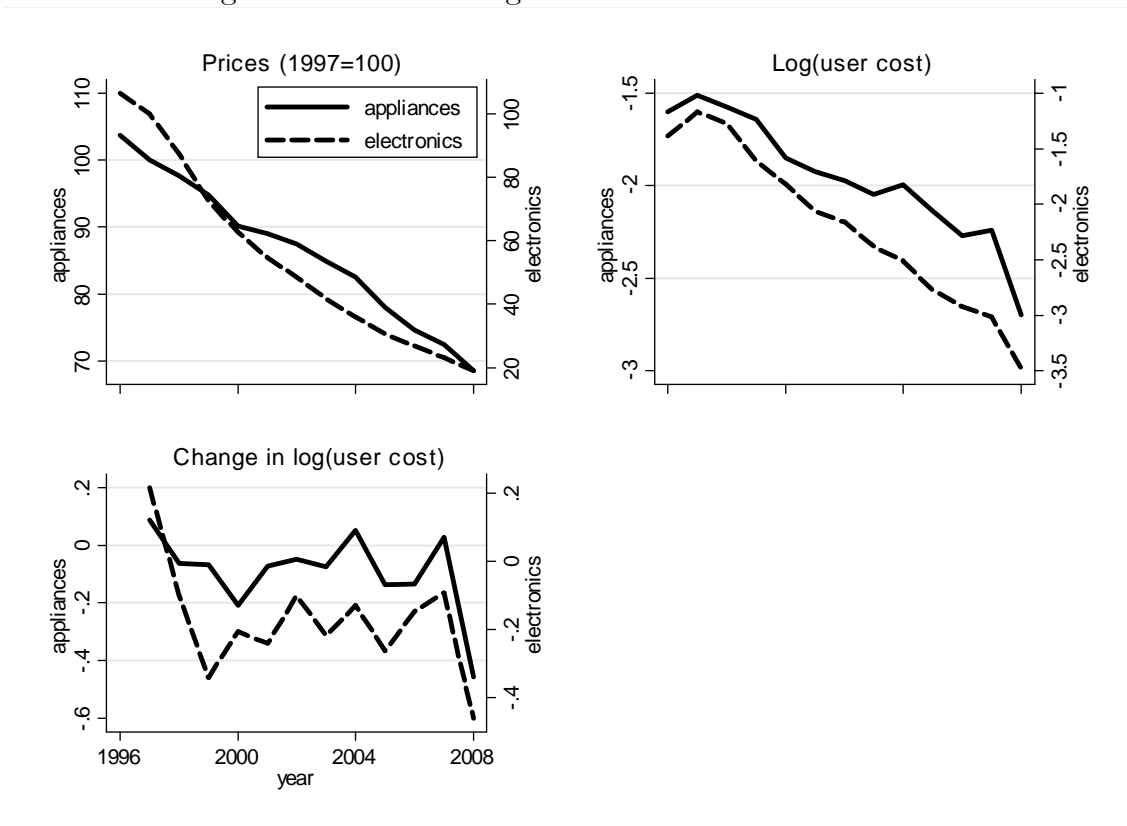 Prices (1997=100)
110
100
90
80
70
appliances
appliances
electronics
100
80
60
40
20
electronics
Log(user cost)
-1.5
-2
-2.5
-3
appliances
-1
-1.5
-2
-2.5
-3
-3.5
electronics
Change in log(user cost)
.2
0
-.2
-.4
-.6
appliances
.2
0
-.2
-.4
electronics
1996
2000
2004
2008
year